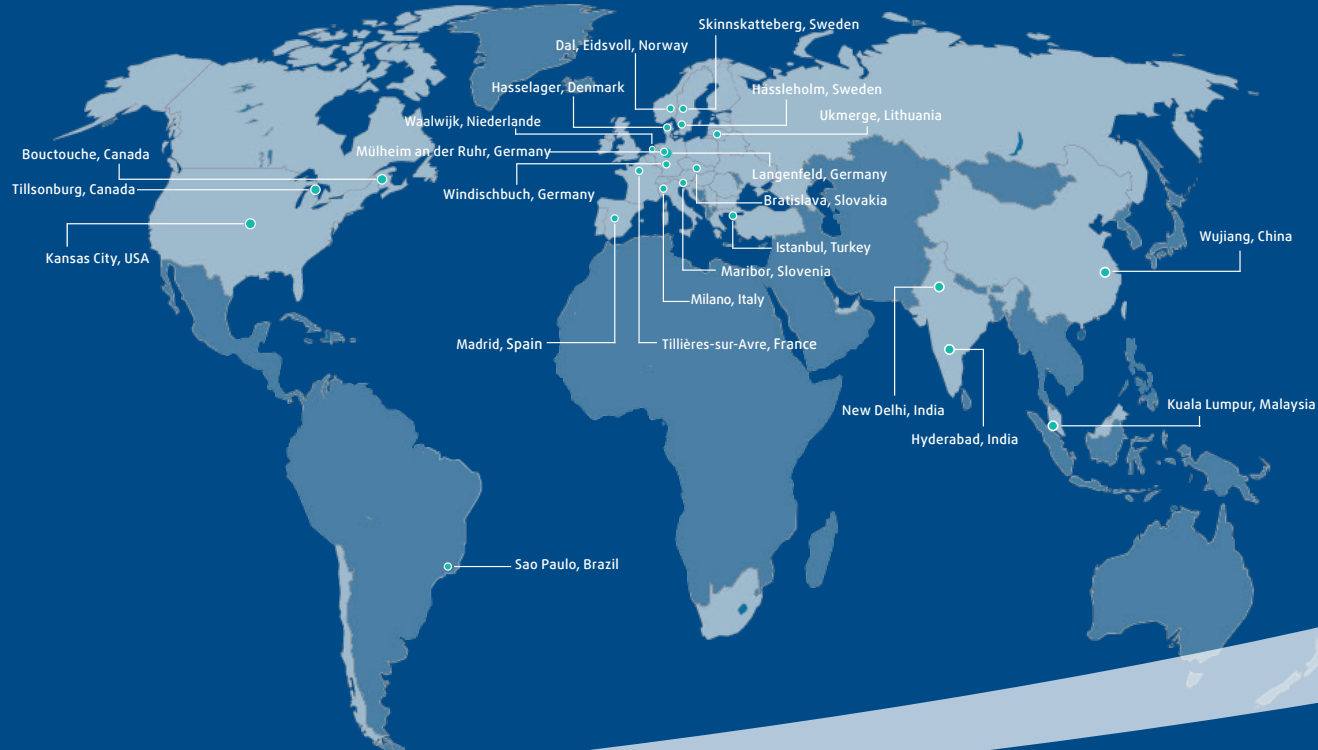 Skinnskatteberg, Sweden
Dal, Eidsvoll, Norway
Hasselager, Denmark
Hässleholm, Sweden
Waalwijk, Niederlande
Ukmerge, Lithuania
Bouctouche, Canada
Mülheim an der Ruhr, Germany
Langenfeld, Germany
Tillsonburg, Canada
Windischbuch, Germany
Bratislava, Slovakia
Kansas City, USA
Istanbul, Turkey
Wujiang, China
Maribor, Slovenia
Milano, Italy
Madrid, Spain
Tillières-sur-Avre, France
New Delhi, India
Kuala Lumpur, Malaysia
Hyderabad, India
Sao Paulo, Brazil